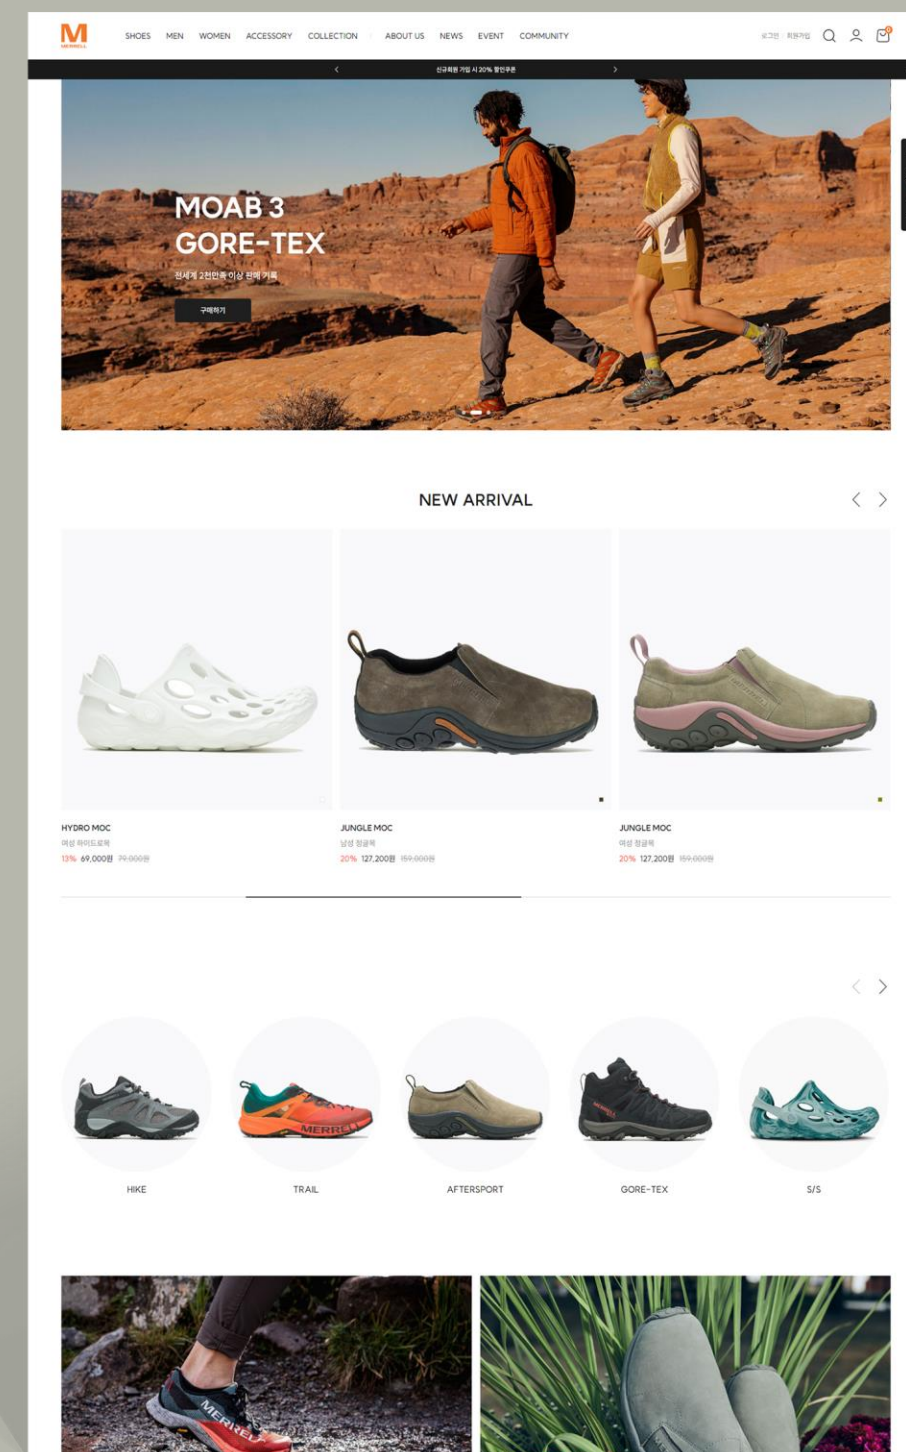 MERRELL
SHOES MEN WOMEN ACCESSORY COLLECTION ABOUT US NEWS EVENT COMMUNITY
로그인 회원가입
0
신규회원 가입 시 20% 할인쿠폰
MOAB 3
GORE-TEX
전세계 2천만족 이상 판매 기록
구매하기
NEW ARRIVAL
HYDRO MOC
여성 하이드로목
13% 69,000원 79,000원
JUNGLE MOC
남성 정글목
20% 127,200원 159,000원
JUNGLE MOC
여성 정글목
20% 127,200원 159,000원
MERRELL
MERRELL
HIKE
TRAIL
AFTERSPORT
GORE-TEX
S/S
MERRELL